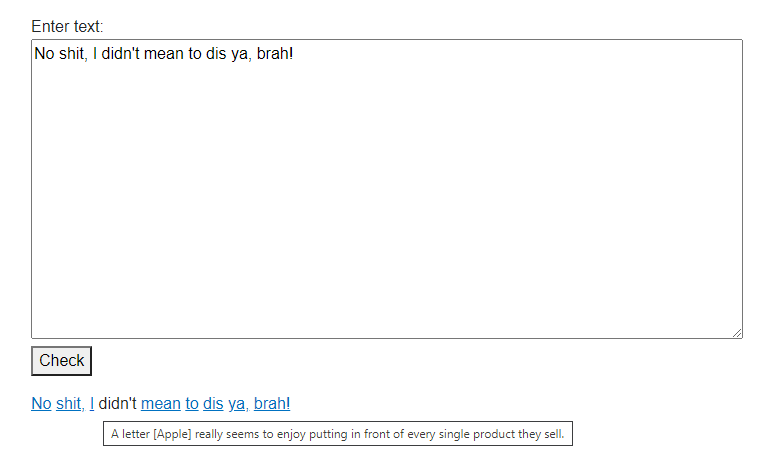 Enter text:
No shit, I didn't mean to dis ya, brah!
Check
No shit, I didn't mean to dis ya, brah!
A letter [Apple] really seems to enjoy putting in front of every single product they sell.